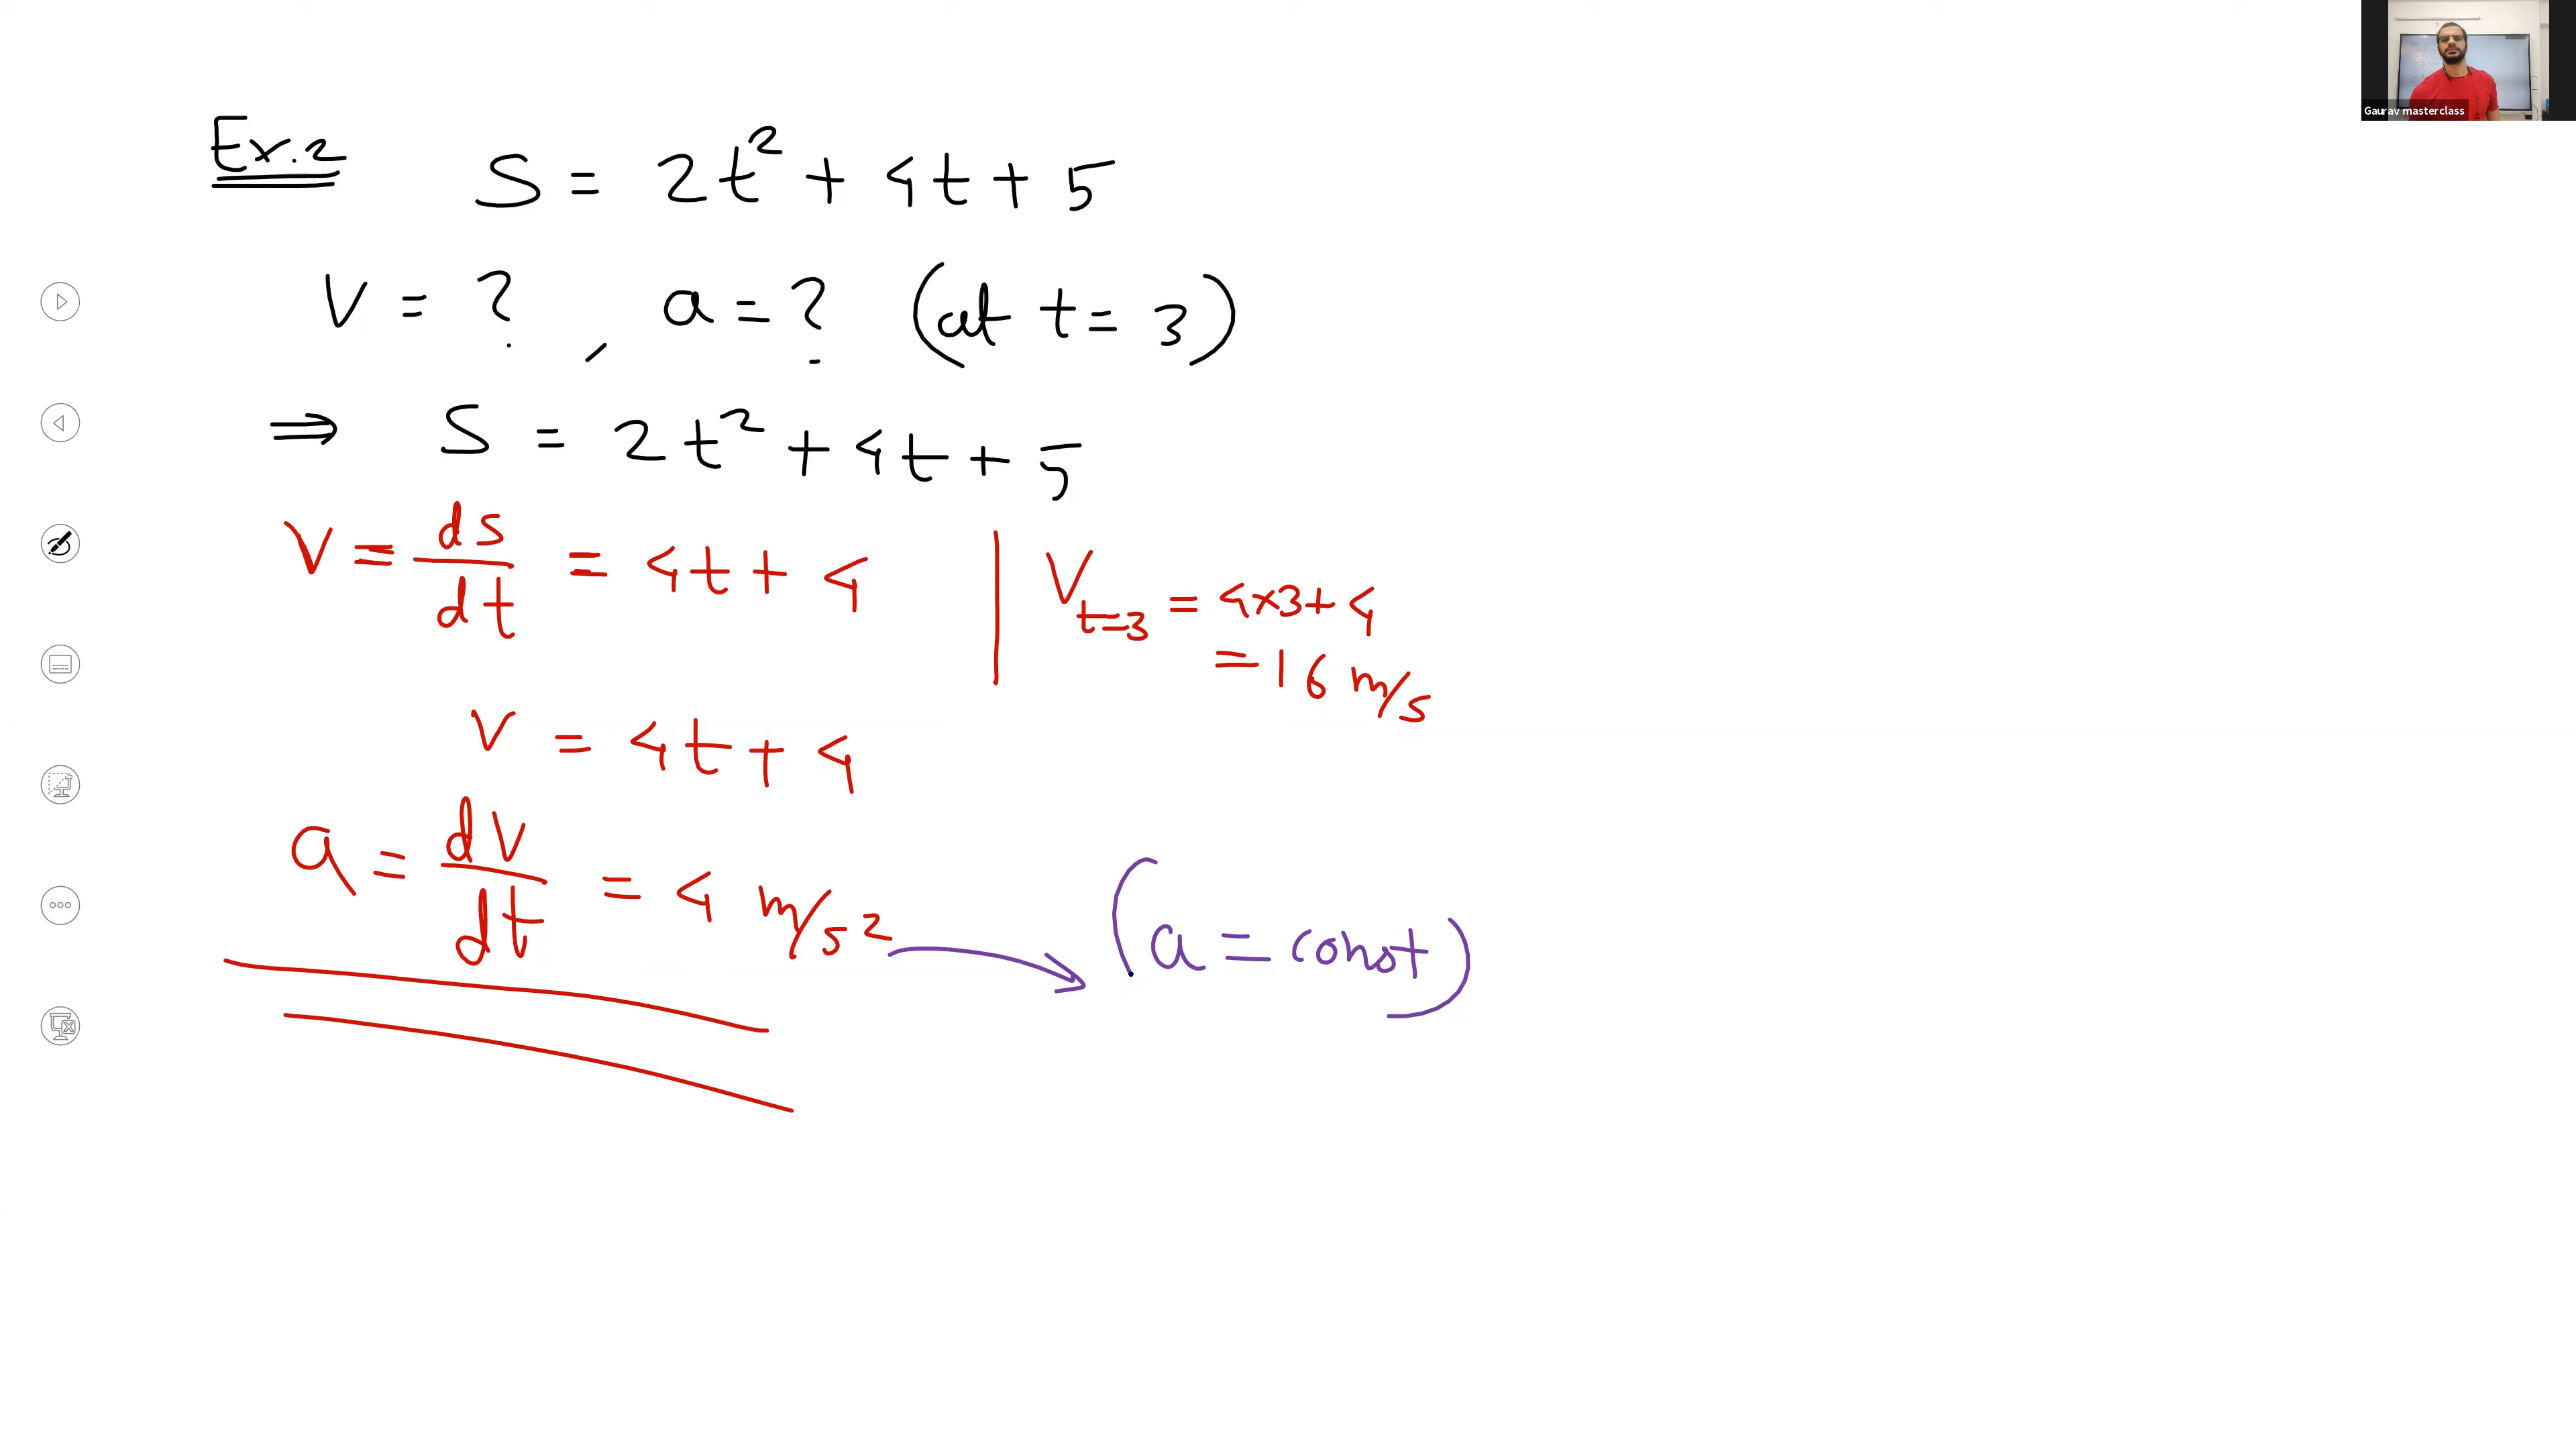 Gaurav masterclass
Ex.2 S = 2t² + 4t + 5
V = ? , a = ? (at t = 3)
⇒ S = 2t² + 4t + 5
V = ds/dt = 4t + 4 | V_{t=3} = 4×3+4
= 16 m/s
v = 4t + 4
a = dV/dt = 4 m/s² → (a = const)